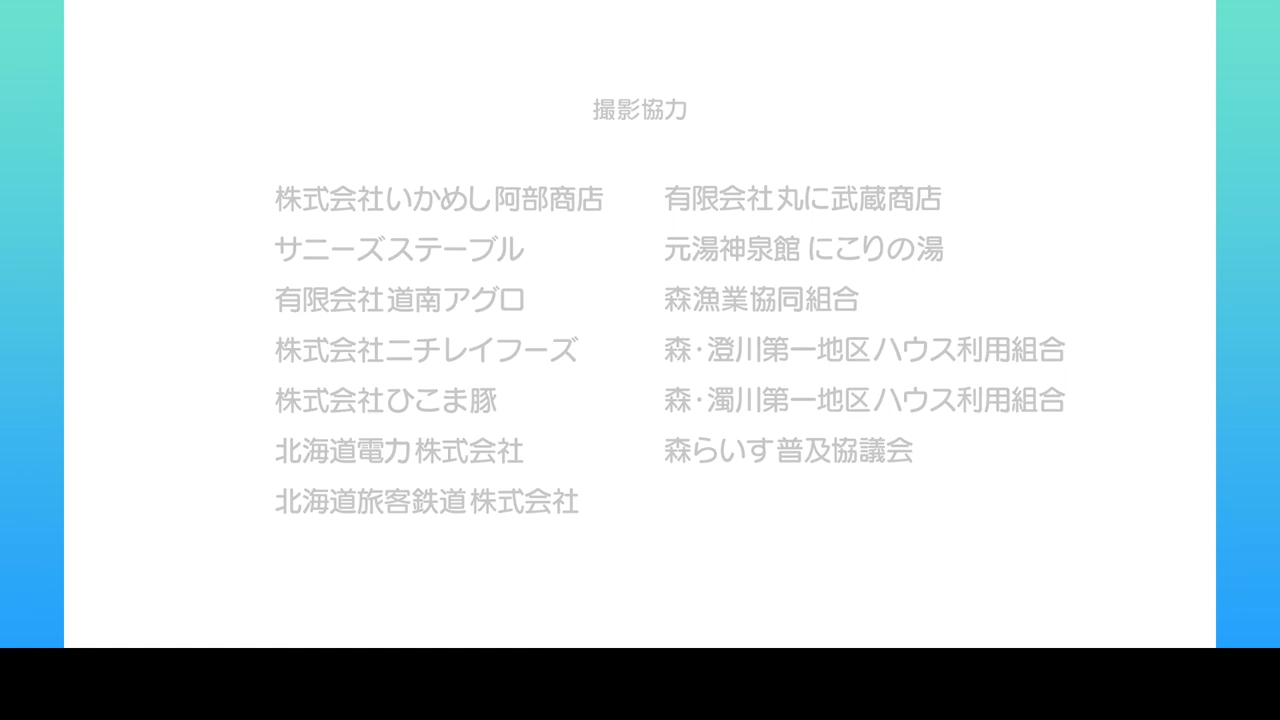 撮影協力
株式会社いかめし阿部商店
サニーズステーブル
有限会社道南アグロ
株式会社ニチレイフーズ
株式会社ひこま豚
北海道電力株式会社
北海道旅客鉄道株式会社
有限会社丸に武蔵商店
元湯神泉館 にこりの湯
森漁業協同組合
森・澄川第一地区ハウス利用組合
森・濁川第一地区ハウス利用組合
森らいす普及協議会